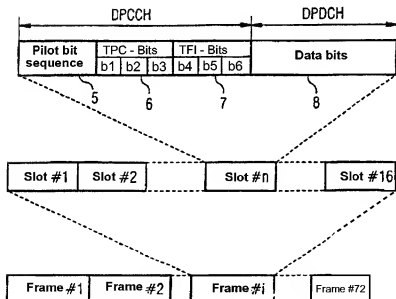 DPCCH DPDCH
Pilot bit sequence TPC - Bits TFI - Bits Data bits
b1 b2 b3 b4 b5 b6
5 6 7 8
Slot #1 Slot #2 Slot #n Slot #16
Frame #1 Frame #2 Frame #i Frame #72